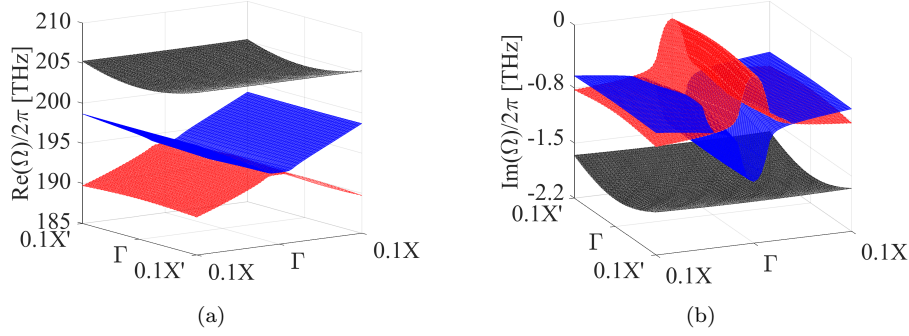 Re(Ω)/2π [THz]
210
205
200
195
190
185
0.1X'
Γ
0.1X'
0.1X
Γ
0.1X
(a)
Im(Ω)/2π [THz]
0
-0.8
-1.5
-2.2
0.1X'
Γ
0.1X'
0.1X
Γ
0.1X
(b)